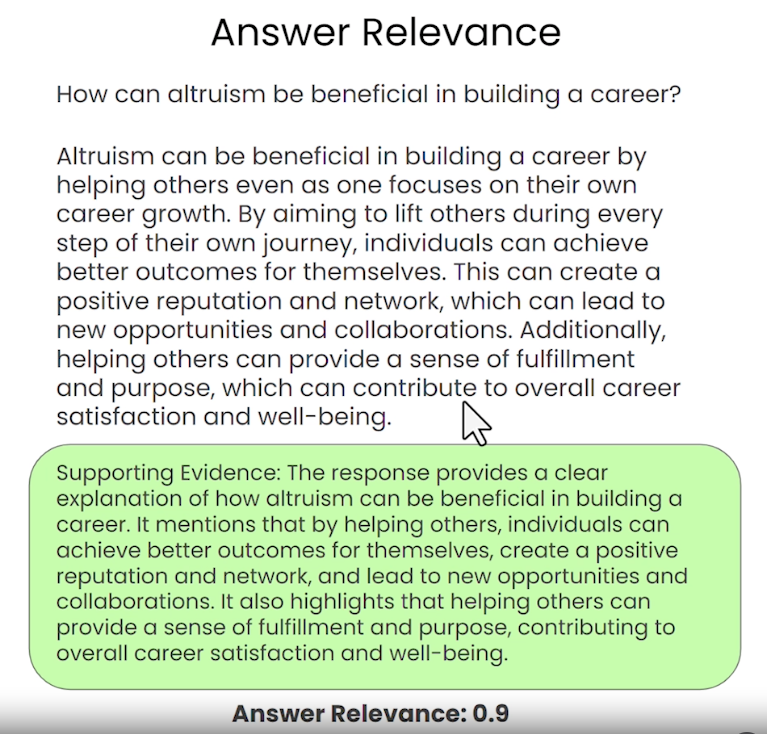 Answer Relevance
How can altruism be beneficial in building a career?
Altruism can be beneficial in building a career by
helping others even as one focuses on their own
career growth. By aiming to lift others during every
step of their own journey, individuals can achieve
better outcomes for themselves. This can create a
positive reputation and network, which can lead to
new opportunities and collaborations. Additionally,
helping others can provide a sense of fulfillment
and purpose, which can contribute to overall career
satisfaction and well-being.
Supporting Evidence: The response provides a clear
explanation of how altruism can be beneficial in building a
career. It mentions that by helping others, individuals can
achieve better outcomes for themselves, create a positive
reputation and network, and lead to new opportunities and
collaborations. It also highlights that helping others can
provide a sense of fulfillment and purpose, contributing to
overall career satisfaction and well-being.
Answer Relevance: 0.9